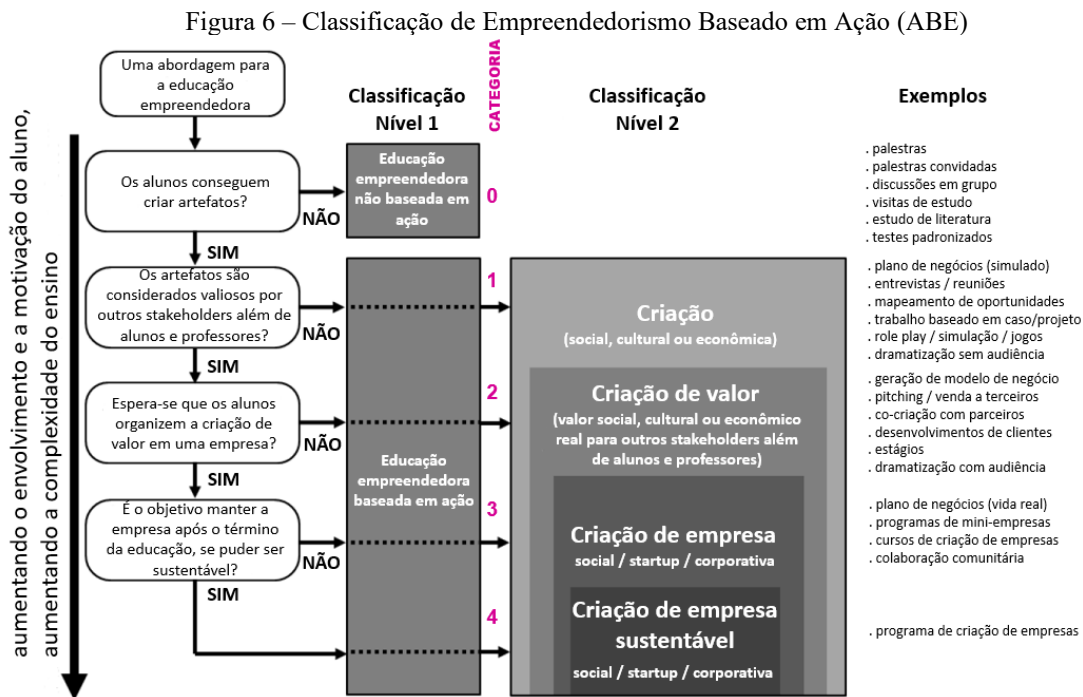 Figura 6 – Classificação de Empreendedorismo Baseado em Ação (ABE)
aumentando o envolvimento e a motivação do aluno,
aumentando a complexidade do ensino
Uma abordagem para
a educação
empreendedora
Classificação
Nível 1
CATEGORIA
Classificação
Nível 2
Exemplos
Os alunos conseguem
criar artefatos?
NÃO
SIM
Educação
empreendedora
não baseada em
ação
0
. palestras
. palestras convidadas
. discussões em grupo
. visitas de estudo
. estudo de literatura
. testes padronizados
Os artefatos são
considerados valiosos por
outros stakeholders além de
alunos e professores?
NÃO
SIM
1
Criação
(social, cultural ou econômica)
. plano de negócios (simulado)
. entrevistas / reuniões
. mapeamento de oportunidades
. trabalho baseado em caso/projeto
. role play / simulação / jogos
. dramatização sem audiência
Espera-se que os alunos
organizem a criação de
valor em uma empresa?
NÃO
SIM
Educação
empreendedora
baseada em ação
2
Criação de valor
(valor social, cultural ou econômico
real para outros stakeholders além
de alunos e professores)
. geração de modelo de negócio
. pitching / venda a terceiros
. co-criação com parceiros
. desenvolvimentos de clientes
. estágios
. dramatização com audiência
É o objetivo manter a
empresa após o término
da educação, se puder ser
sustentável?
NÃO
SIM
3
Criação de empresa
social / startup / corporativa
. plano de negócios (vida real)
. programas de mini-empresas
. cursos de criação de empresas
. colaboração comunitária
4
Criação de empresa
sustentável
social / startup / corporativa
. programa de criação de empresas